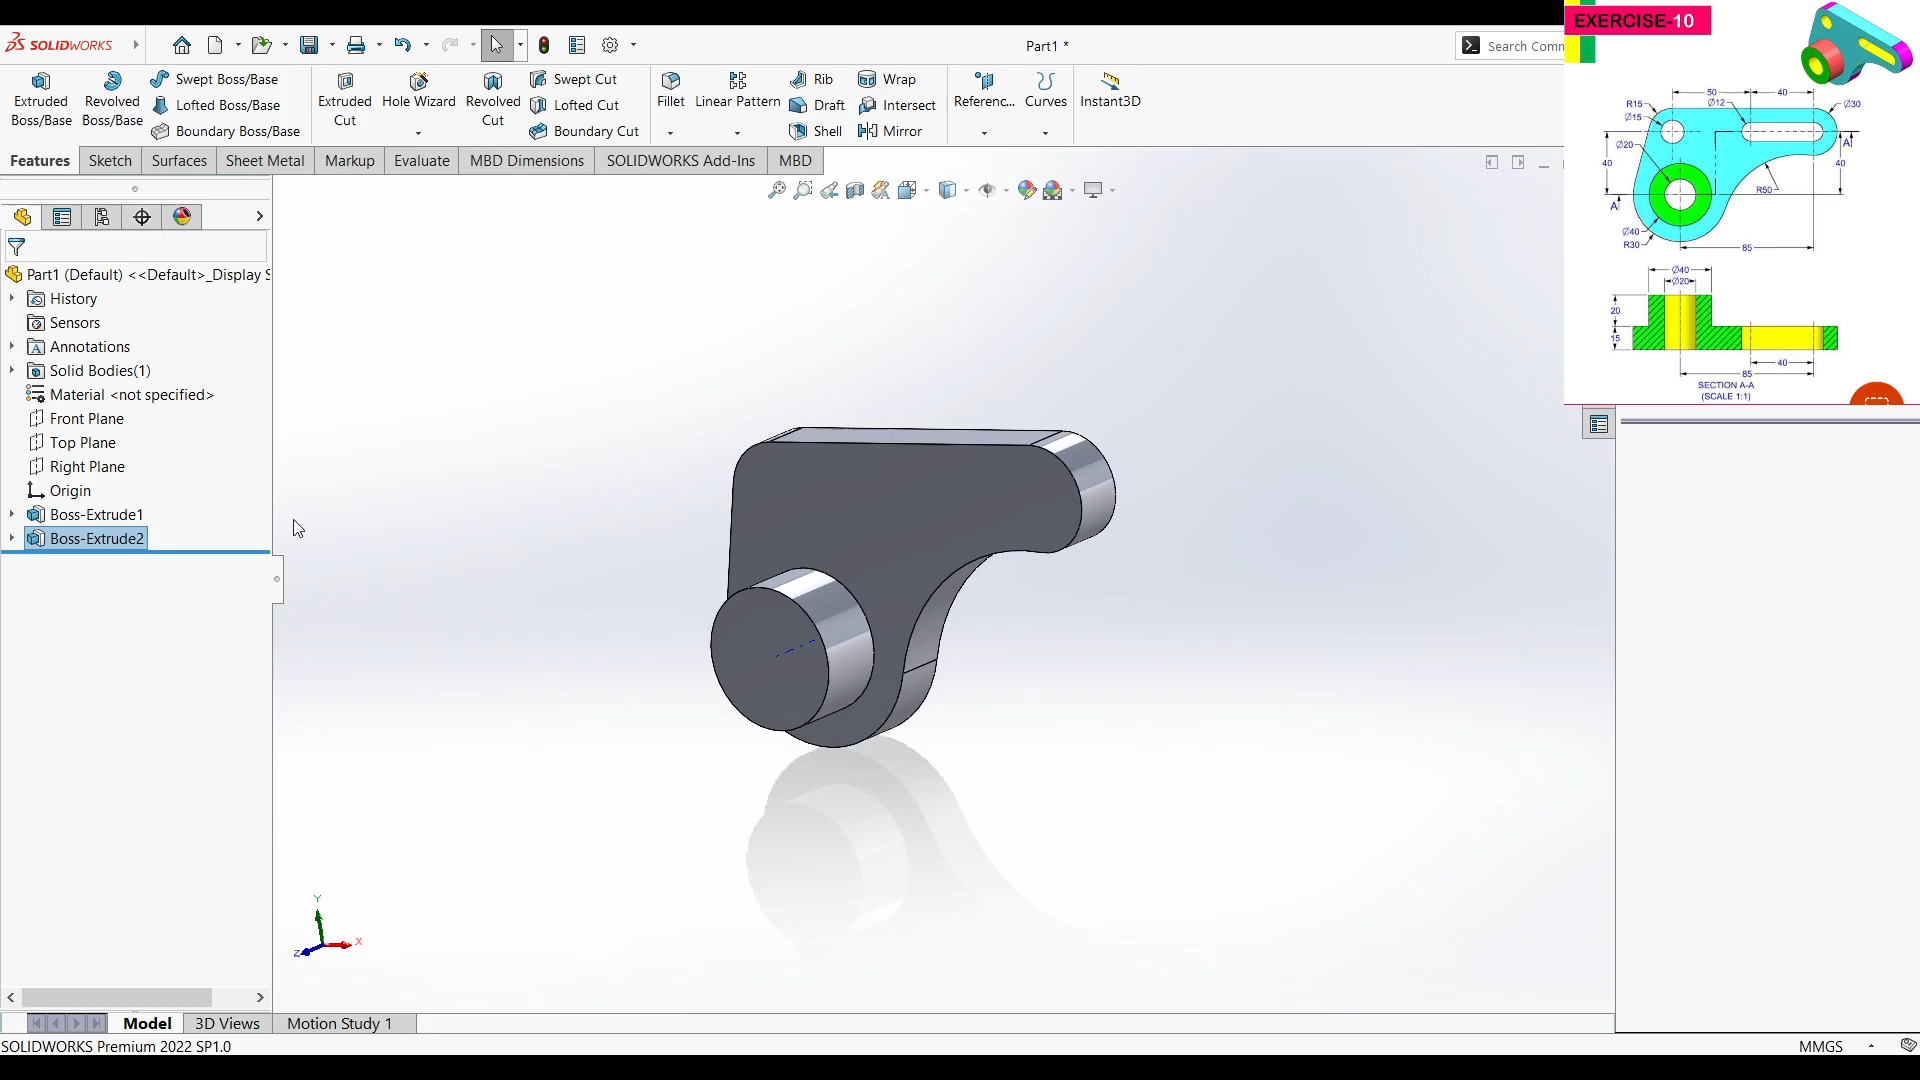 SOLIDWORKS
Part1 *
Search Comm
EXERCISE-10
Extruded Boss/Base
Revolved Boss/Base
Swept Boss/Base
Lofted Boss/Base
Boundary Boss/Base
Extruded Cut
Hole Wizard
Revolved Cut
Swept Cut
Lofted Cut
Boundary Cut
Fillet
Linear Pattern
Rib
Draft
Shell
Wrap
Intersect
Mirror
Referenc...
Curves
Instant3D
Features
Sketch
Surfaces
Sheet Metal
Markup
Evaluate
MBD Dimensions
SOLIDWORKS Add-Ins
MBD
Part1 (Default) <<Default>_Display S
History
Sensors
Annotations
Solid Bodies(1)
Material <not specified>
Front Plane
Top Plane
Right Plane
Origin
Boss-Extrude1
Boss-Extrude2
50
40
R15
Ø12
Ø30
Ø15
Ø20
A
40
40
R50
A
Ø40
R30
85
Ø40
Ø20
20
15
40
85
SECTION A-A
(SCALE 1:1)
Y
X
Z
Model
3D Views
Motion Study 1
SOLIDWORKS Premium 2022 SP1.0
MMGS